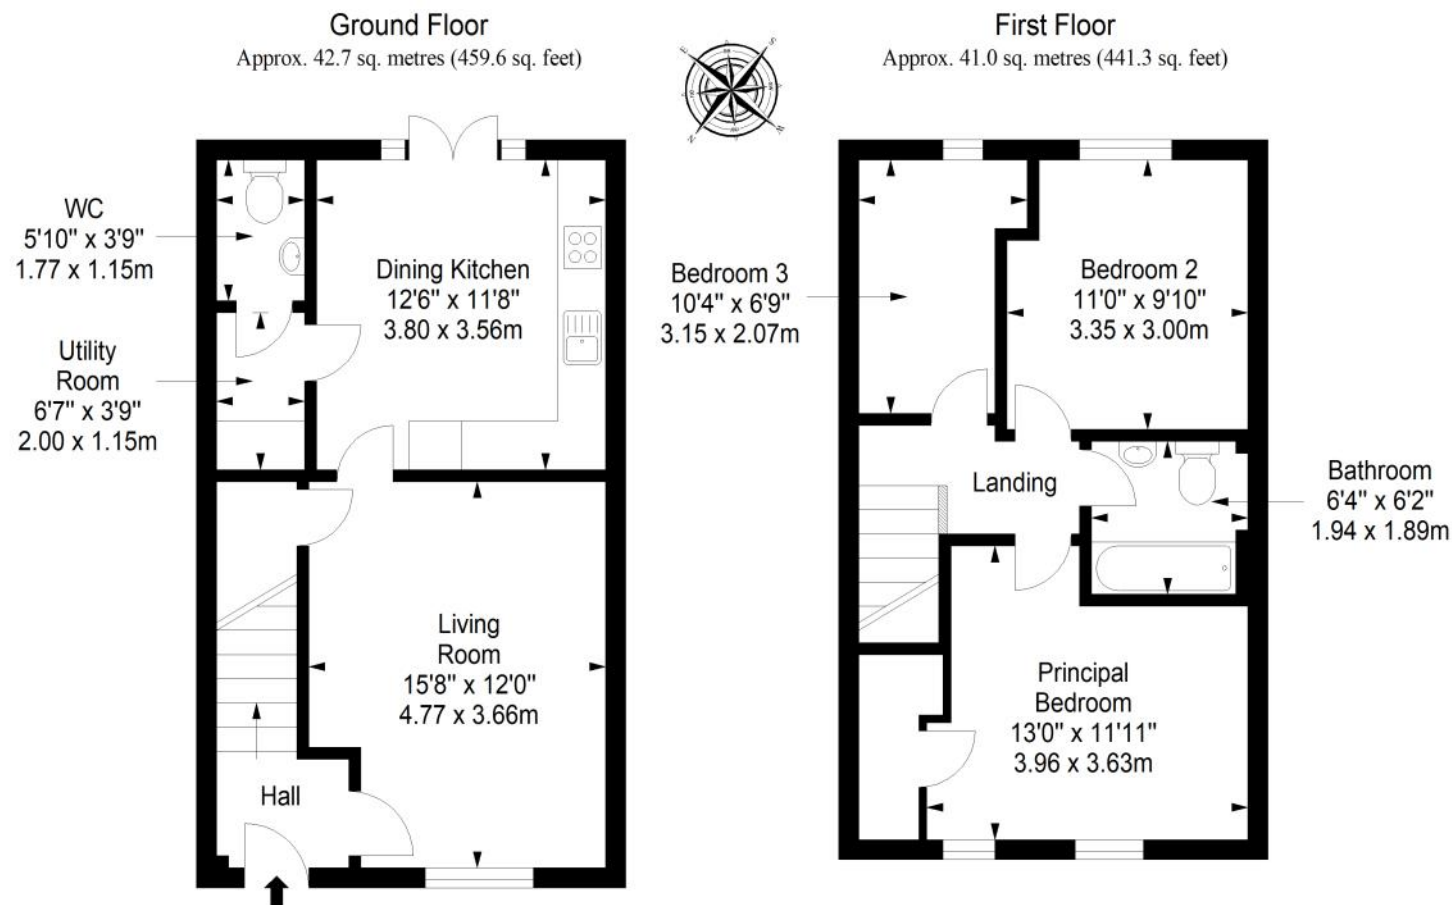 Ground Floor
Approx. 42.7 sq. metres (459.6 sq. feet)
WC
5'10" x 3'9"
1.77 x 1.15m
Dining Kitchen
12'6" x 11'8"
3.80 x 3.56m
Utility
Room
6'7" x 3'9"
2.00 x 1.15m
Living
Room
15'8" x 12'0"
4.77 x 3.66m
Hall
E
S
N
W
First Floor
Approx. 41.0 sq. metres (441.3 sq. feet)
Bedroom 3
10'4" x 6'9"
3.15 x 2.07m
Bedroom 2
11'0" x 9'10"
3.35 x 3.00m
Landing
Bathroom
6'4" x 6'2"
1.94 x 1.89m
Principal
Bedroom
13'0" x 11'11"
3.96 x 3.63m